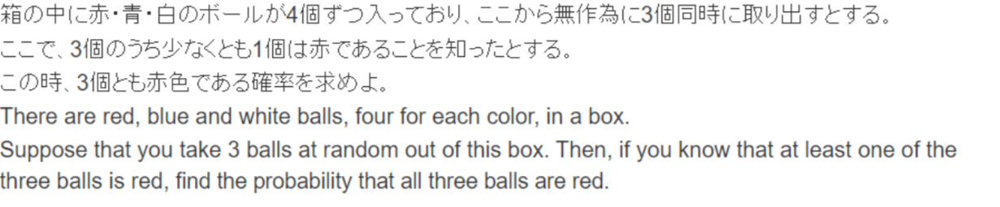 箱の中に赤・青・白のボールが4個ずつ入っており、ここから無作為に3個同時に取り出すとする。
ここで、3個のうち少なくとも1個は赤であることを知ったとする。
この時、3個とも赤色である確率を求めよ。
There are red, blue and white balls, four for each color, in a box.
Suppose that you take 3 balls at random out of this box. Then, if you know that at least one of the
three balls is red, find the probability that all three balls are red.